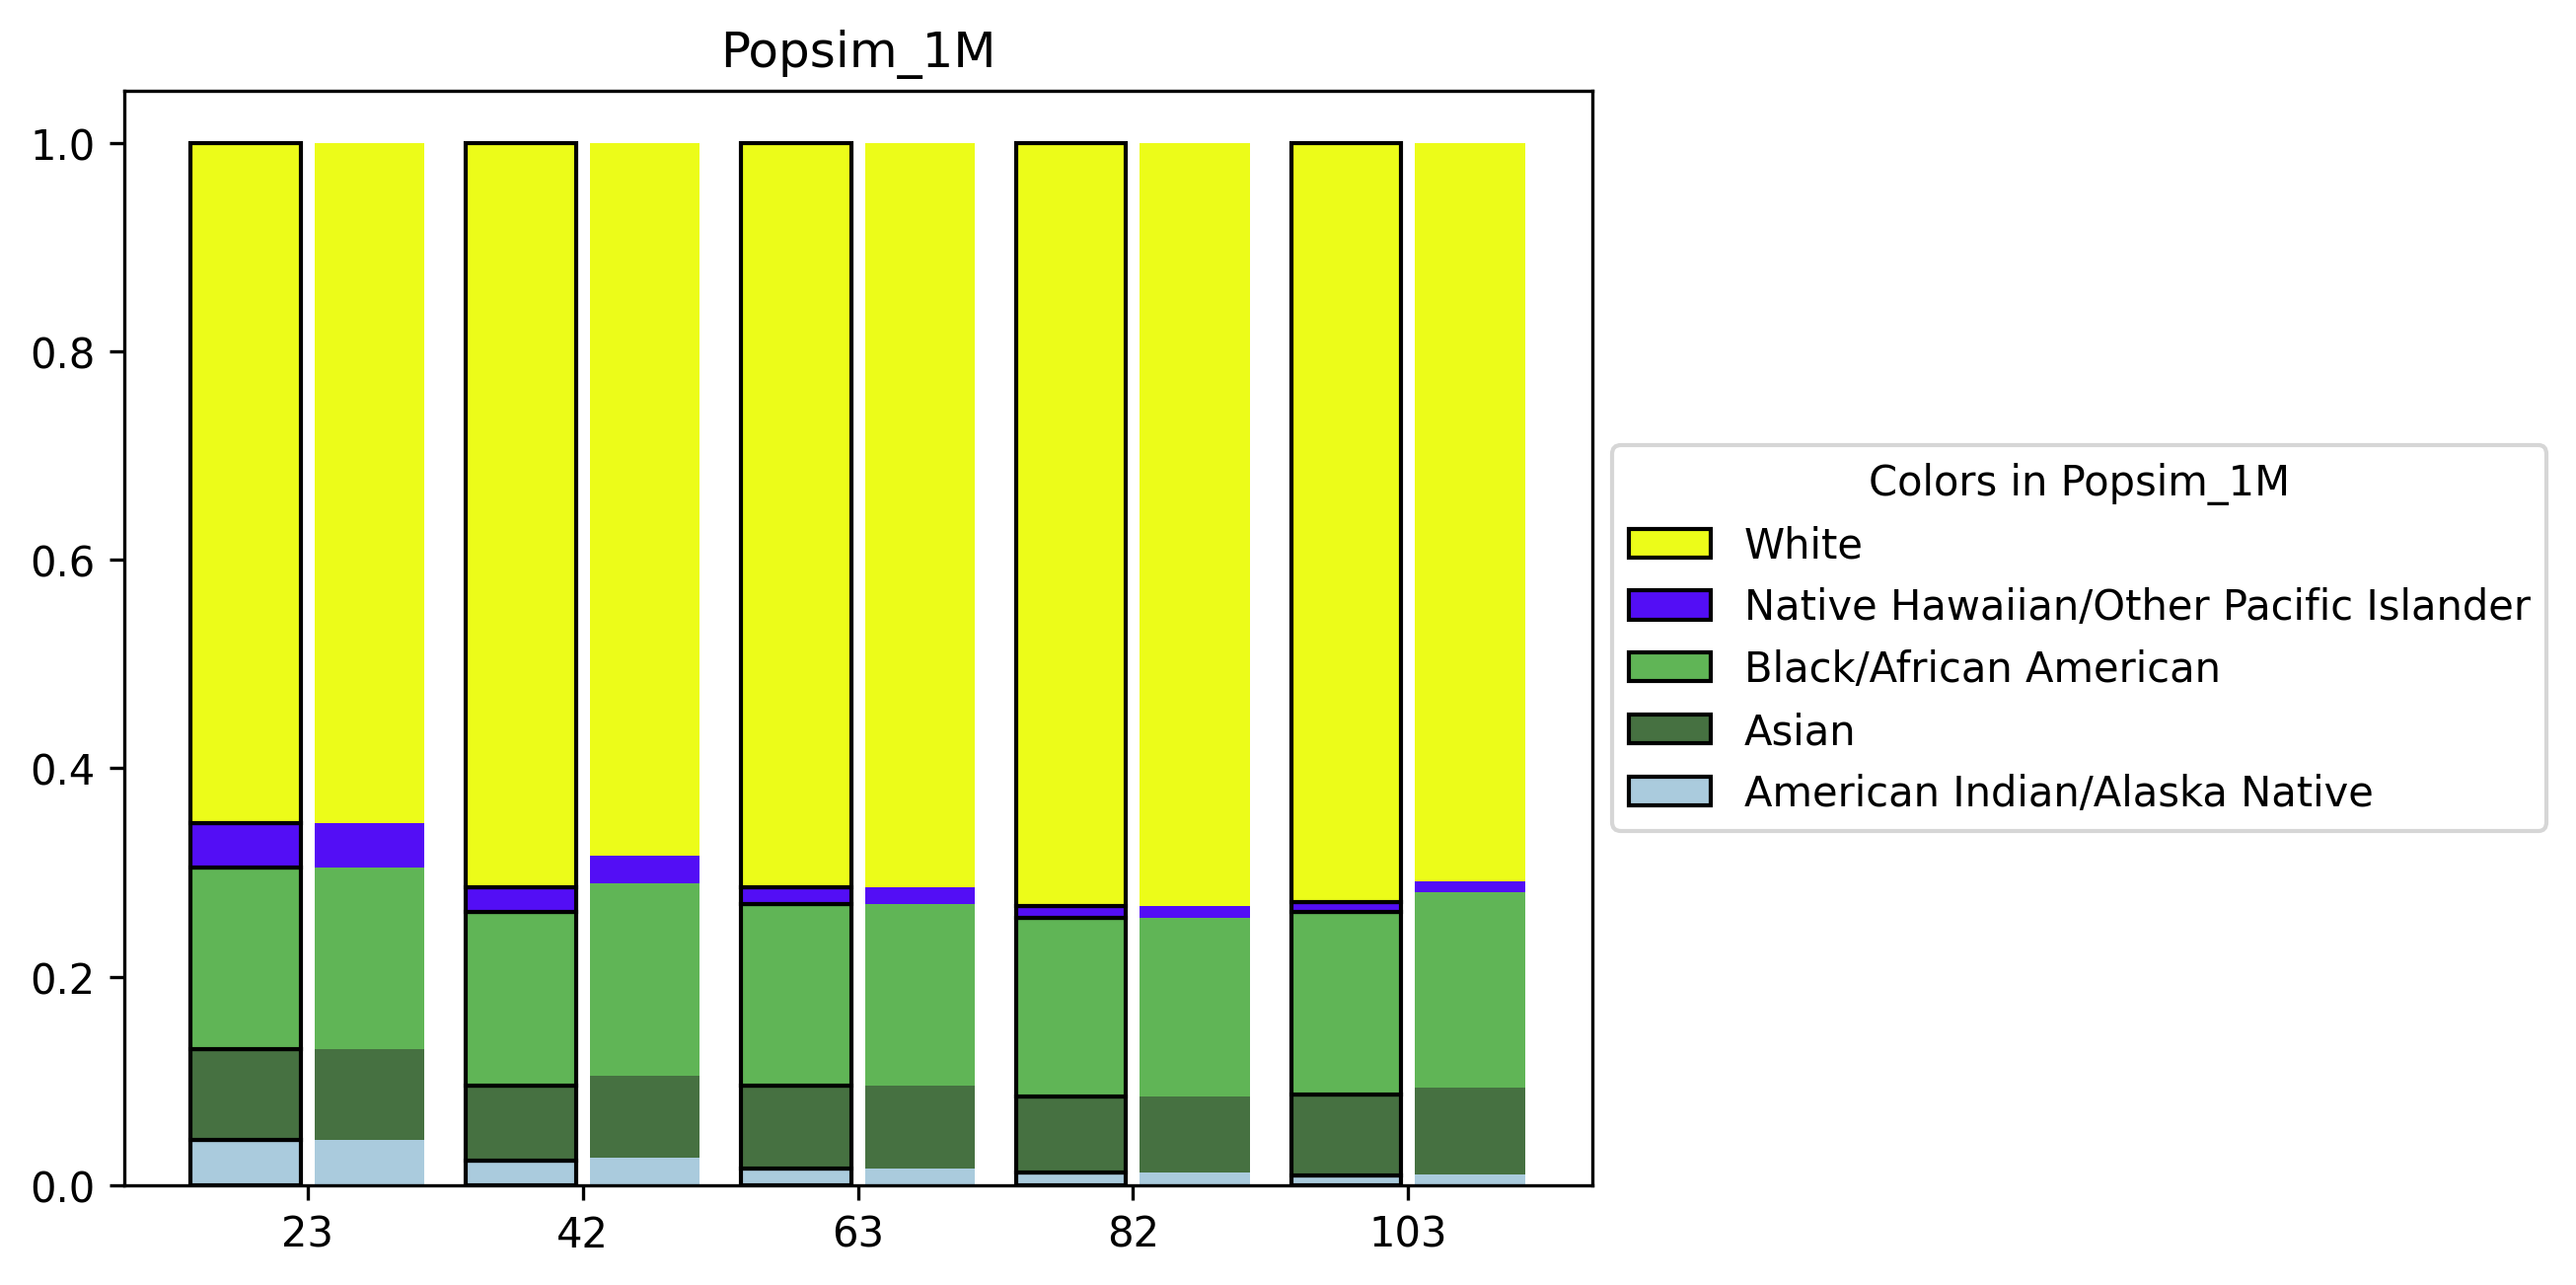 Popsim_1M
1.0
0.8
0.6
0.4
0.2
0.0
23
42
63
82
103
Colors in Popsim_1M
White
Native Hawaiian/Other Pacific Islander
Black/African American
Asian
American Indian/Alaska Native